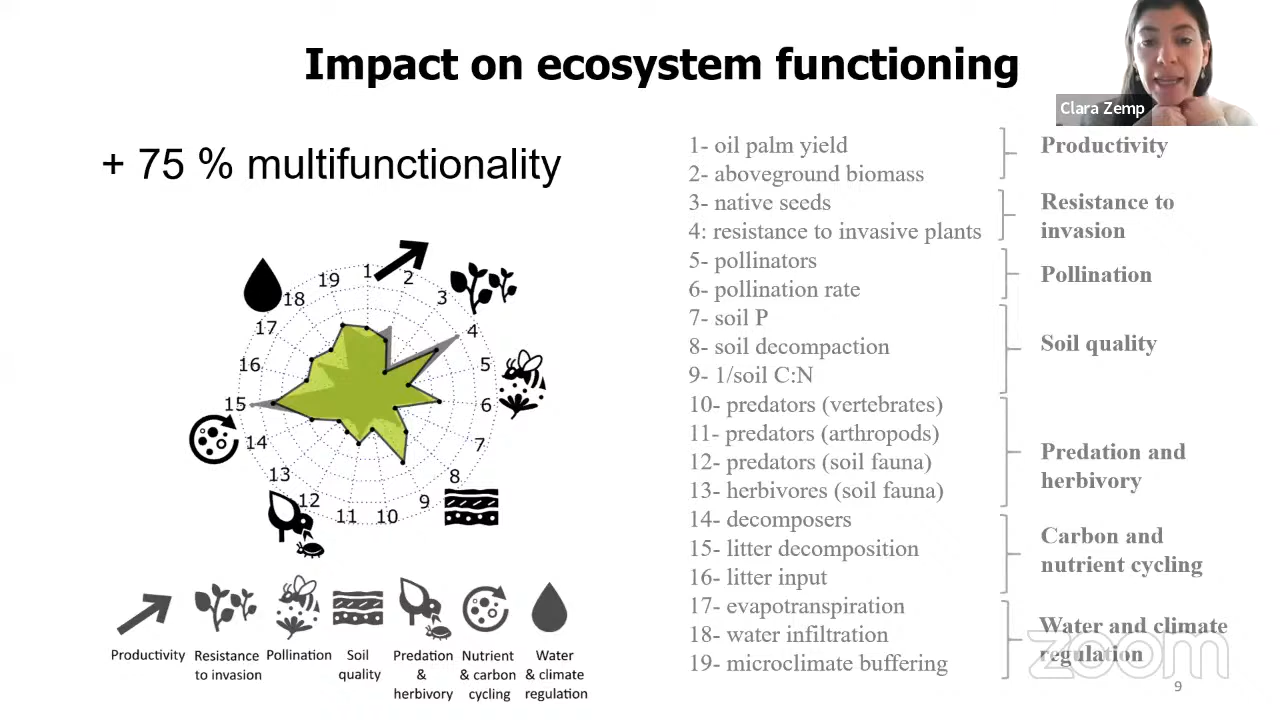 Impact on ecosystem functioning
Clara Zemp
+ 75 % multifunctionality
1
2
3
4
5
6
7
8
9
10
11
12
13
14
15
16
17
18
19
Productivity
Resistance
to invasion
Pollination
Soil
quality
Predation
&
herbivory
Nutrient
& carbon
cycling
Water
& climate
regulation
1- oil palm yield
2- aboveground biomass
3- native seeds
4: resistance to invasive plants
5- pollinators
6- pollination rate
7- soil P
8- soil decompaction
9- 1/soil C:N
10- predators (vertebrates)
11- predators (arthropods)
12- predators (soil fauna)
13- herbivores (soil fauna)
14- decomposers
15- litter decomposition
16- litter input
17- evapotranspiration
18- water infiltration
19- microclimate buffering
Productivity
Resistance to
invasion
Pollination
Soil quality
Predation and
herbivory
Carbon and
nutrient cycling
Water and climate
regulation
zoom
9